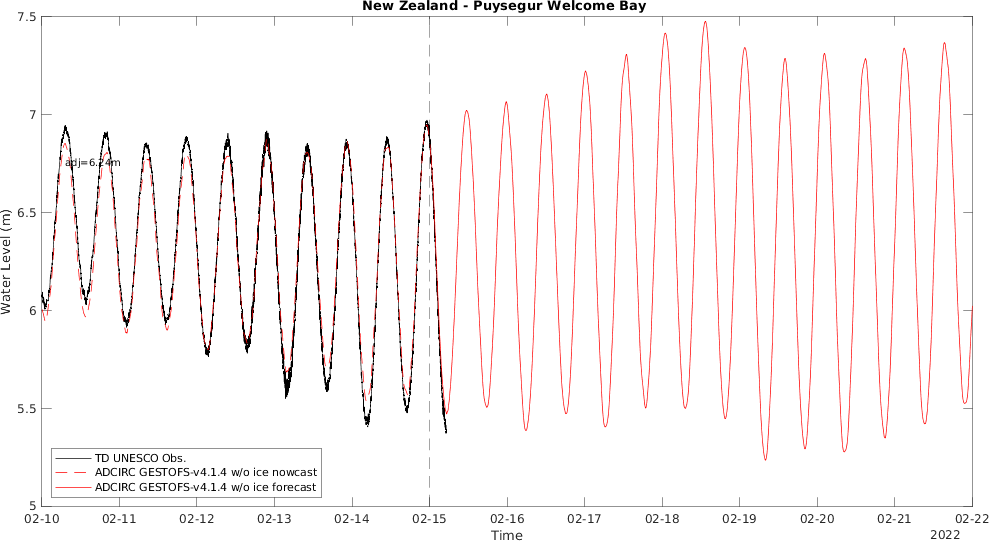 New Zealand - Puysegur Welcome Bay
7.5
7
6.5
6
5.5
5
Water Level (m)
adj=6.24m
TD UNESCO Obs.
ADCIRC GESTOFS-v4.1.4 w/o ice nowcast
ADCIRC GESTOFS-v4.1.4 w/o ice forecast
02-10 02-11 02-12 02-13 02-14 02-15 02-16 02-17 02-18 02-19 02-20 02-21 02-22
Time
2022